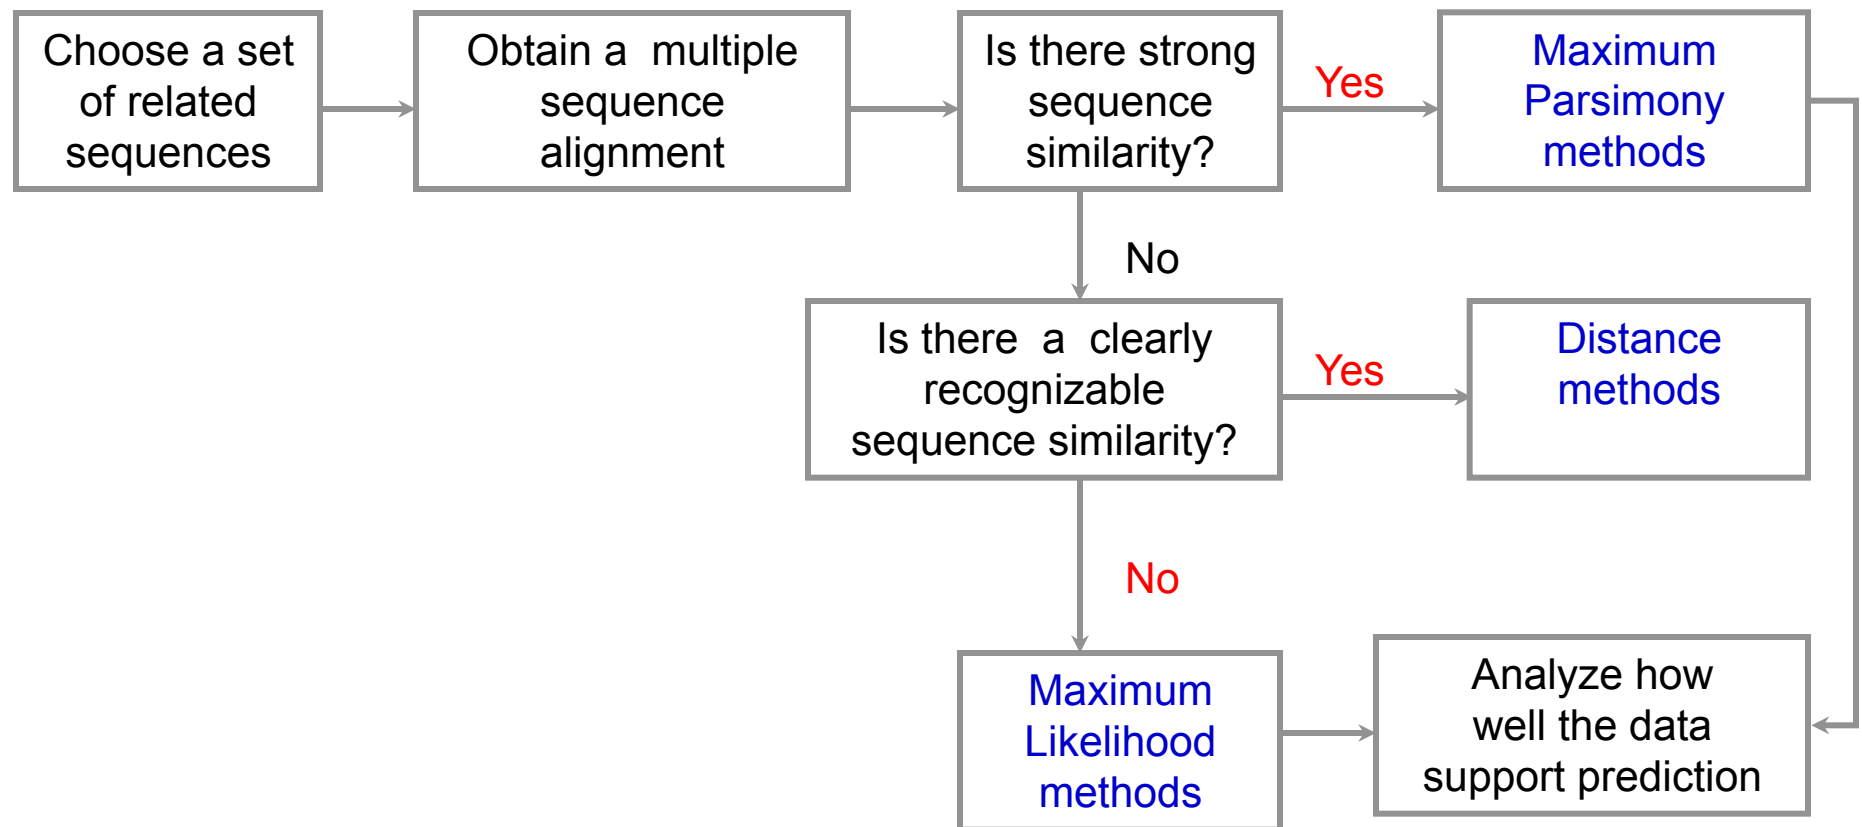 Choose a set
of related
sequences
Obtain a multiple
sequence
alignment
Is there strong
sequence
similarity?
Yes
Maximum
Parsimony
methods
No
Is there a clearly
recognizable
sequence similarity?
Yes
Distance
methods
No
Maximum
Likelihood
methods
Analyze how
well the data
support prediction